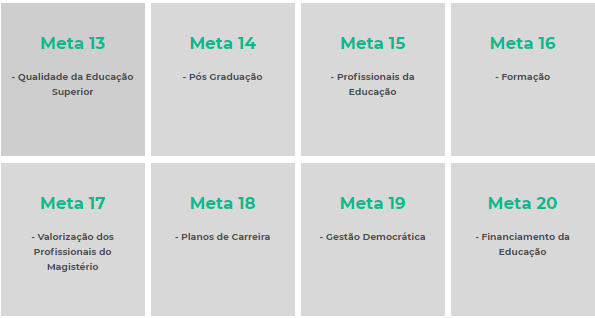 Meta 13
- Qualidade da Educação
Superior
Meta 14
- Pós Graduação
Meta 15
- Profissionais da
Educação
Meta 16
- Formação
Meta 17
- Valorização dos
Profissionais do
Magistério
Meta 18
- Planos de Carreira
Meta 19
- Gestão Democrática
Meta 20
- Financiamento da
Educação